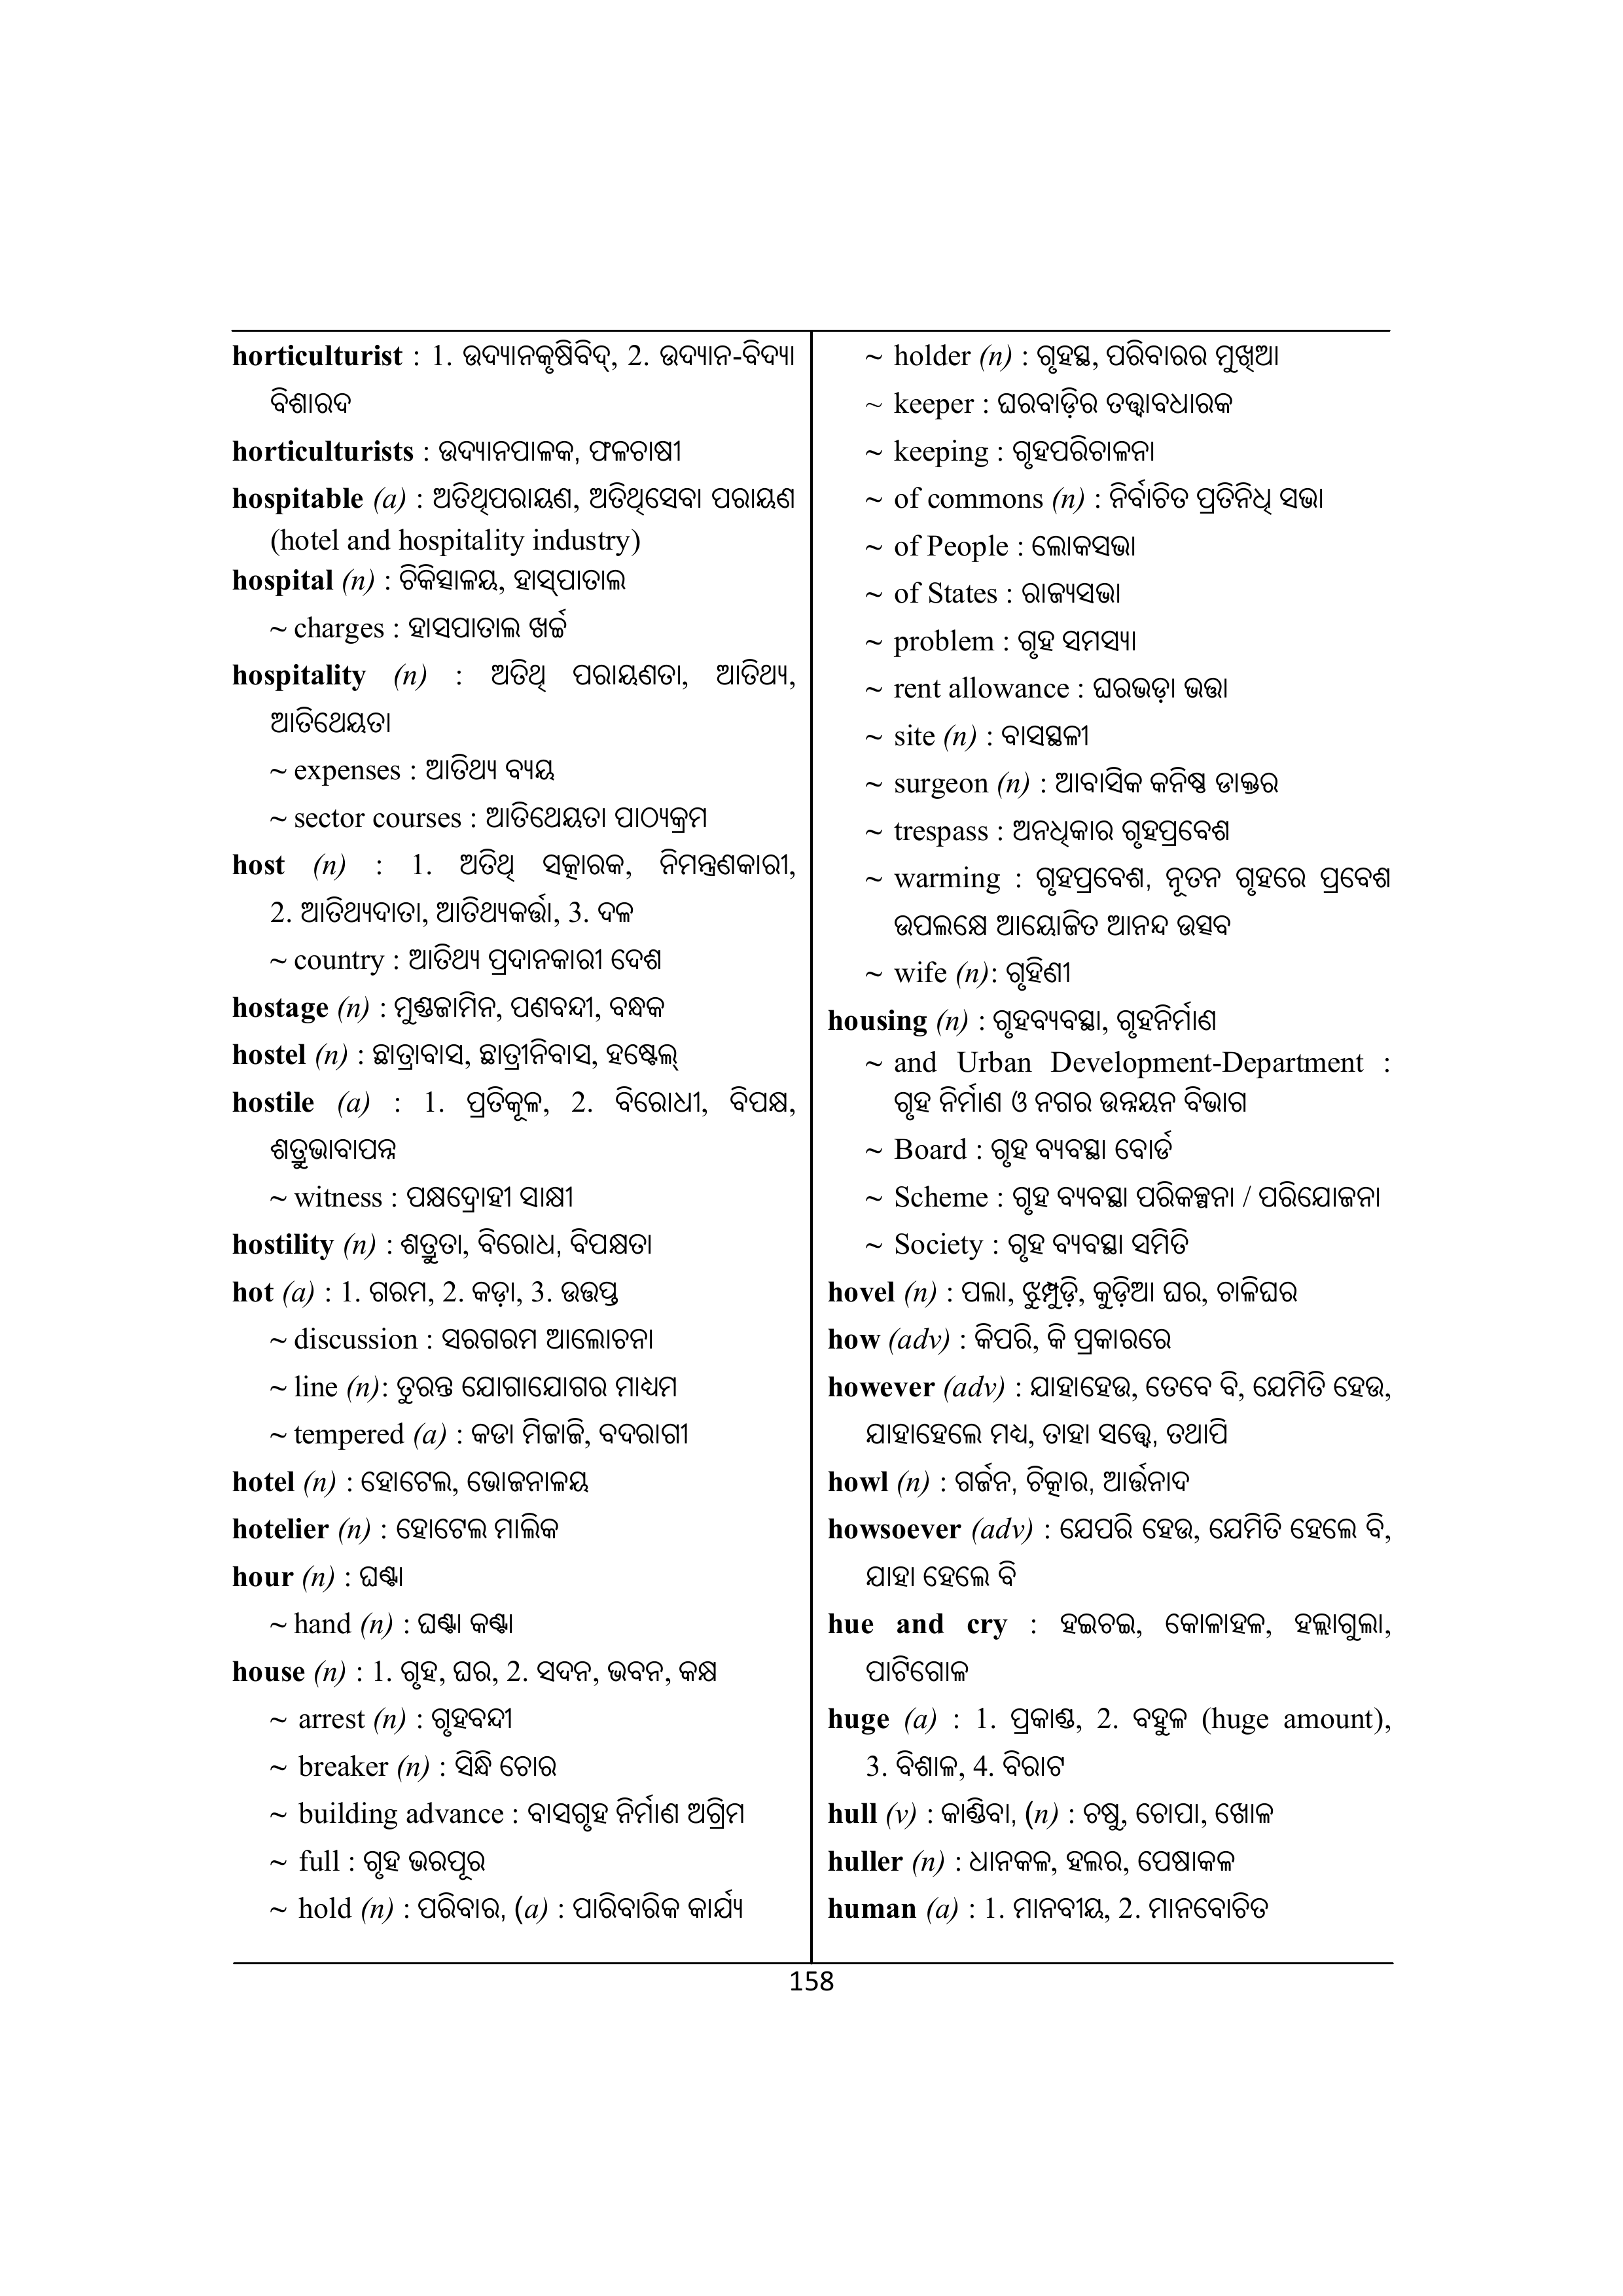 horticulturist : 1. ଉଦ୍ୟାନକୃଷିବିଦ୍, 2. ଉଦ୍ୟାନ-ବିଦ୍ୟା
ବିଶାରଦ
horticulturists : ଉଦ୍ୟାନପାଳକ, ଫଳଚାଷୀ
hospitable (a) : ଅତିଥିପରାୟଣ, ଅତିଥିସେବା ପରାୟଣ
(hotel and hospitality industry)
hospital (n) : ଚିକିତ୍ସାଳୟ, ହାସ୍‌ପାତାଲ
~ charges : ହାସପାତାଲ ଖର୍ଚ୍ଚ
hospitality (n) : ଅତିଥି ପରାୟଣତା, ଆତିଥ୍ୟ,
ଆତିଥେୟତା
~ expenses : ଆତିଥ୍ୟ ବ୍ୟୟ
~ sector courses : ଆତିଥେୟତା ପାଠ୍ୟକ୍ରମ
host (n) : 1. ଅତିଥି ସତ୍କାରକ, ନିମନ୍ତ୍ରଣକାରୀ,
2. ଆତିଥ୍ୟଦାତା, ଆତିଥ୍ୟକର୍ତ୍ତା, 3. ଦଳ
~ country : ଆତିଥ୍ୟ ପ୍ରଦାନକାରୀ ଦେଶ
hostage (n) : ମୁଣ୍ଡଜାମିନ, ପଣବନ୍ଦୀ, ବନ୍ଧକ
hostel (n) : ଛାତ୍ରାବାସ, ଛାତ୍ରୀନିବାସ, ହଷ୍ଟେଲ୍
hostile (a) : 1. ପ୍ରତିକୂଳ, 2. ବିରୋଧୀ, ବିପକ୍ଷ,
ଶତ୍ରୁଭାବାପନ୍ନ
~ witness : ପକ୍ଷଦ୍ରୋହୀ ସାକ୍ଷୀ
hostility (n) : ଶତ୍ରୁତା, ବିରୋଧ, ବିପକ୍ଷତା
hot (a) : 1. ଗରମ, 2. କଡ଼ା, 3. ଉତ୍ତପ୍ତ
~ discussion : ସରଗରମ ଆଲୋଚନା
~ line (n): ତୁରନ୍ତ ଯୋଗାଯୋଗର ମାଧ୍ୟମ
~ tempered (a) : କଡା ମିଜାଜି, ବଦରାଗୀ
hotel (n) : ହୋଟେଲ, ଭୋଜନାଳୟ
hotelier (n) : ହୋଟେଲ ମାଲିକ
hour (n) : ଘଣ୍ଟା
~ hand (n) : ଘଣ୍ଟା କଣ୍ଟା
house (n) : 1. ଗୃହ, ଘର, 2. ସଦନ, ଭବନ, କକ୍ଷ
~ arrest (n) : ଗୃହବନ୍ଦୀ
~ breaker (n) : ସିନ୍ଧି ଚୋର
~ building advance : ବାସଗୃହ ନିର୍ମାଣ ଅଗ୍ରିମ
~ full : ଗୃହ ଭରପୂର
~ hold (n) : ପରିବାର, (a) : ପାରିବାରିକ କାର୍ଯ୍ୟ
~ holder (n) : ଗୃହସ୍ଥ, ପରିବାରର ମୁଖିଆ
~ keeper : ଘରବାଡ଼ିର ତତ୍ତ୍ୱାବଧାରକ
~ keeping : ଗୃହପରିଚାଳନା
~ of commons (n) : ନିର୍ବାଚିତ ପ୍ରତିନିଧି ସଭା
~ of People : ଲୋକସଭା
~ of States : ରାଜ୍ୟସଭା
~ problem : ଗୃହ ସମସ୍ୟା
~ rent allowance : ଘରଭଡ଼ା ଭତ୍ତା
~ site (n) : ବାସସ୍ଥଳୀ
~ surgeon (n) : ଆବାସିକ କନିଷ୍ଠ ଡାକ୍ତର
~ trespass : ଅନଧିକାର ଗୃହପ୍ରବେଶ
~ warming : ଗୃହପ୍ରବେଶ, ନୂତନ ଗୃହରେ ପ୍ରବେଶ
ଉପଲକ୍ଷେ ଆୟୋଜିତ ଆନନ୍ଦ ଉତ୍ସବ
~ wife (n): ଗୃହିଣୀ
housing (n) : ଗୃହବ୍ୟବସ୍ଥା, ଗୃହନିର୍ମାଣ
~ and Urban Development-Department :
ଗୃହ ନିର୍ମାଣ ଓ ନଗର ଉନ୍ନୟନ ବିଭାଗ
~ Board : ଗୃହ ବ୍ୟବସ୍ଥା ବୋର୍ଡ
~ Scheme : ଗୃହ ବ୍ୟବସ୍ଥା ପରିକଳ୍ପନା / ପରିଯୋଜନା
~ Society : ଗୃହ ବ୍ୟବସ୍ଥା ସମିତି
hovel (n) : ପଲା, ଝୁମ୍ପୁଡ଼ି, କୁଡ଼ିଆ ଘର, ଚାଳିଘର
how (adv) : କିପରି, କି ପ୍ରକାରରେ
however (adv) : ଯାହାହେଉ, ତେବେ ବି, ଯେମିତି ହେଉ,
ଯାହାହେଲେ ମଧ୍ୟ, ତାହା ସତ୍ତ୍ୱେ, ତଥାପି
howl (n) : ଗର୍ଜନ, ଚିତ୍କାର, ଆର୍ତ୍ତନାଦ
howsoever (adv) : ଯେପରି ହେଉ, ଯେମିତି ହେଲେ ବି,
ଯାହା ହେଲେ ବି
hue and cry : ହଇଚଇ, କୋଳାହଳ, ହଲ୍ଲାଗୁଲା,
ପାଟିଗୋଳ
huge (a) : 1. ପ୍ରକାଣ୍ଡ, 2. ବହୁଳ (huge amount),
3. ବିଶାଳ, 4. ବିରାଟ
hull (v) : କାଣ୍ଡିବା, (n) : ଚଷୁ, ଚୋପା, ଖୋଳ
huller (n) : ଧାନକଳ, ହଲର, ପେଷାକଳ
human (a) : 1. ମାନବୀୟ, 2. ମାନବୋଚିତ
158